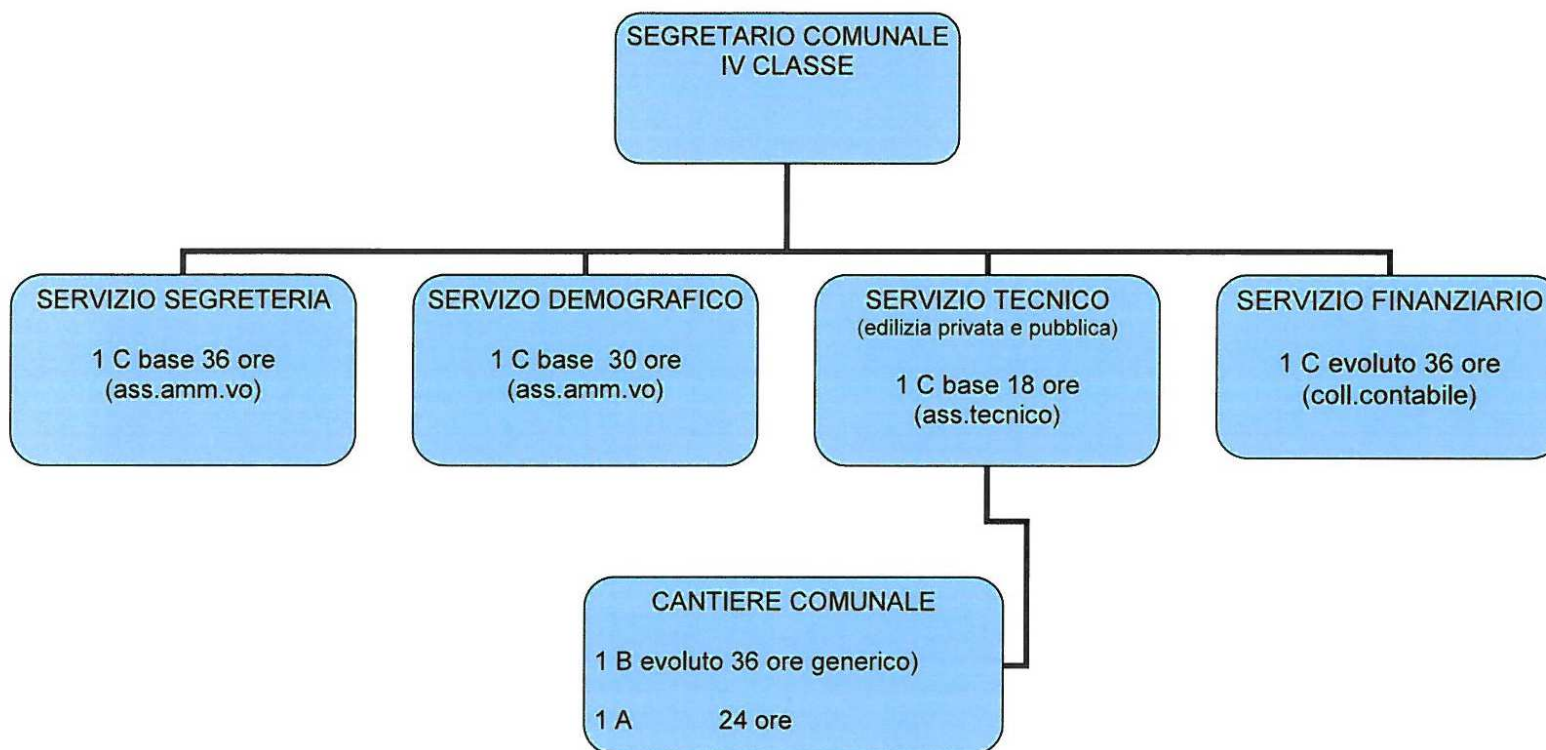 SEGRETARIO COMUNALE
IV CLASSE
SERVIZIO SEGRETERIA
1 C base 36 ore
(ass.amm.vo)
SERVIZO DEMOGRAFICO
1 C base 30 ore
(ass.amm.vo)
SERVIZIO TECNICO
(edilizia privata e pubblica)
1 C base 18 ore
(ass.tecnico)
SERVIZIO FINANZIARIO
1 C evoluto 36 ore
(coll.contabile)
CANTIERE COMUNALE
1 B evoluto 36 ore generico)
1 A 24 ore